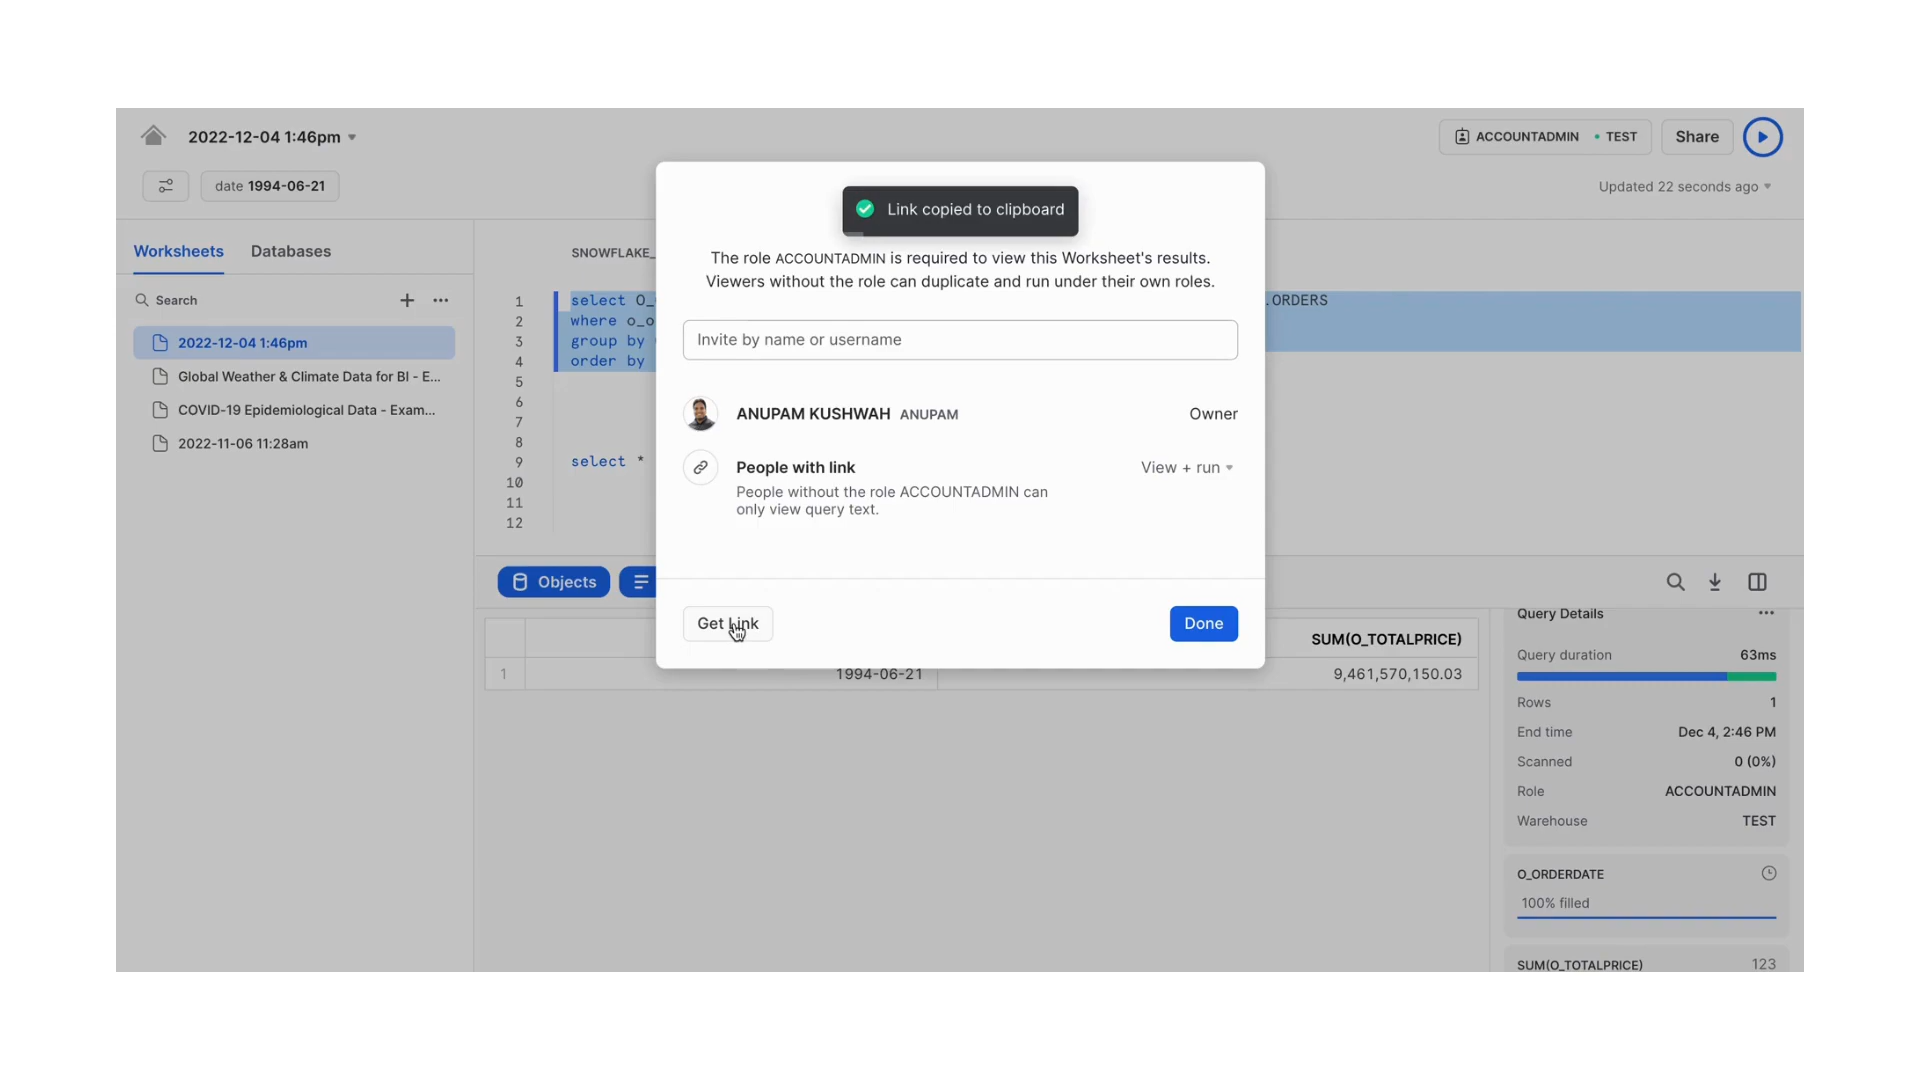 2022-12-04 1:46pm
ACCOUNTADMIN • TEST
Share
date 1994-06-21
Updated 22 seconds ago
Link copied to clipboard
The role ACCOUNTADMIN is required to view this Worksheet's results.
Viewers without the role can duplicate and run under their own roles.
Invite by name or username
ANUPAM KUSHWAH ANUPAM
Owner
People with link
View + run
People without the role ACCOUNTADMIN can
only view query text.
Get Link
Done
Worksheets
Databases
Search
2022-12-04 1:46pm
Global Weather & Climate Data for BI - E...
COVID-19 Epidemiological Data - Exam...
2022-11-06 11:28am
SNOWFLAKE_
1 select O_ .ORDERS
2 where o_o
3 group by
4 order by
5
6
7
8
9 select *
10
11
12
Objects
SUM(O_TOTALPRICE)
1 1994-06-21 9,461,570,150.03
Query Details
Query duration 63ms
Rows 1
End time Dec 4, 2:46 PM
Scanned 0 (0%)
Role ACCOUNTADMIN
Warehouse TEST
O_ORDERDATE
100% filled
SUM(O_TOTALPRICE) 123